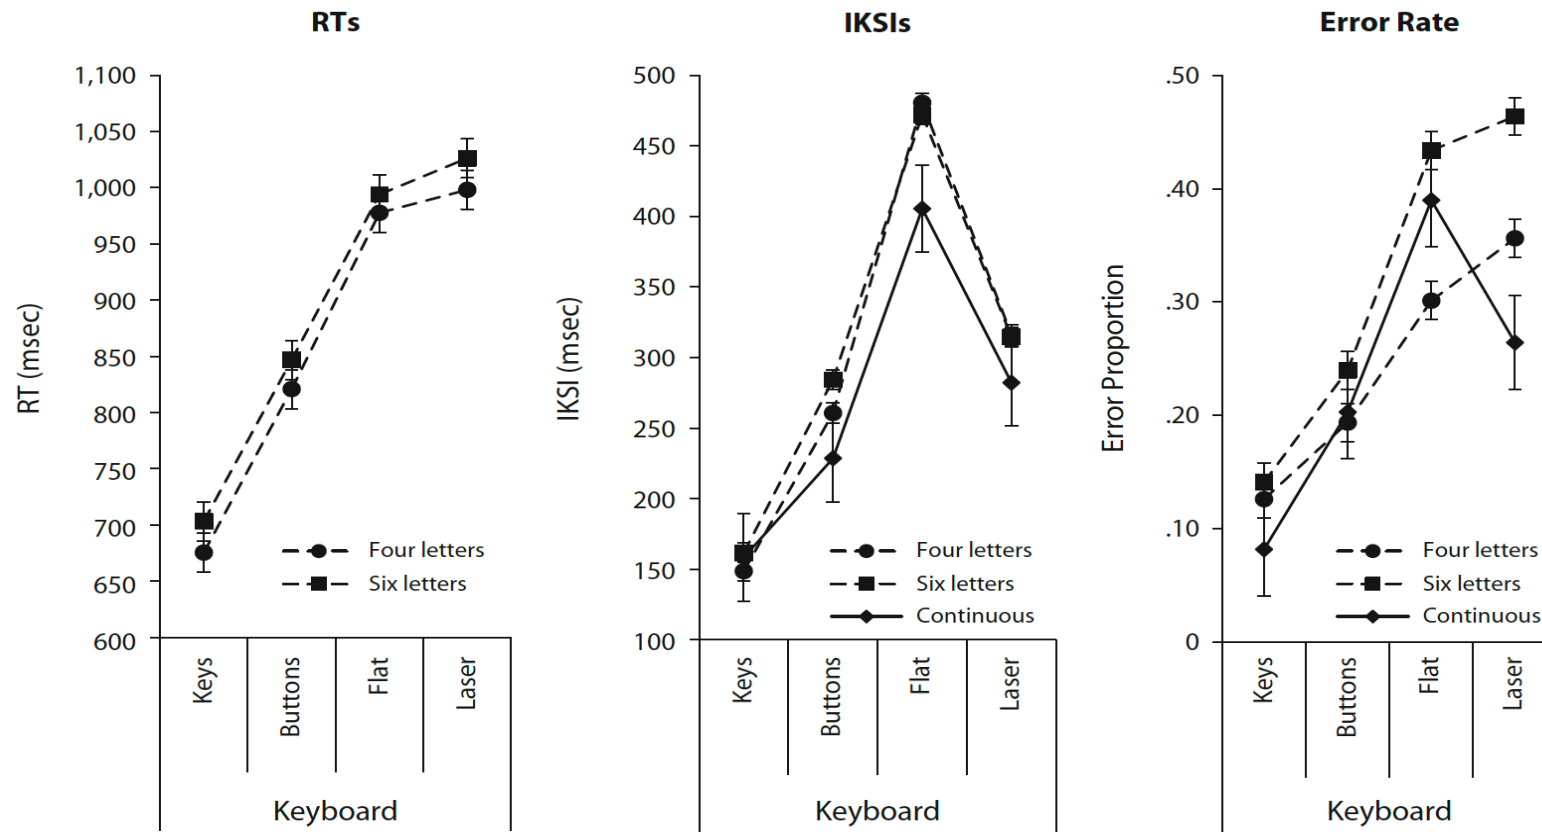 RTs
1,100
1,050
1,000
950
900
850
800
750
700
650
600
RT (msec)
Four letters
Six letters
Keys
Buttons
Flat
Laser
Keyboard
IKSIs
500
450
400
350
300
250
200
150
100
IKSI (msec)
Four letters
Six letters
Continuous
Keys
Buttons
Flat
Laser
Keyboard
Error Rate
.50
.40
.30
.20
.10
0
Error Proportion
Four letters
Six letters
Continuous
Keys
Buttons
Flat
Laser
Keyboard